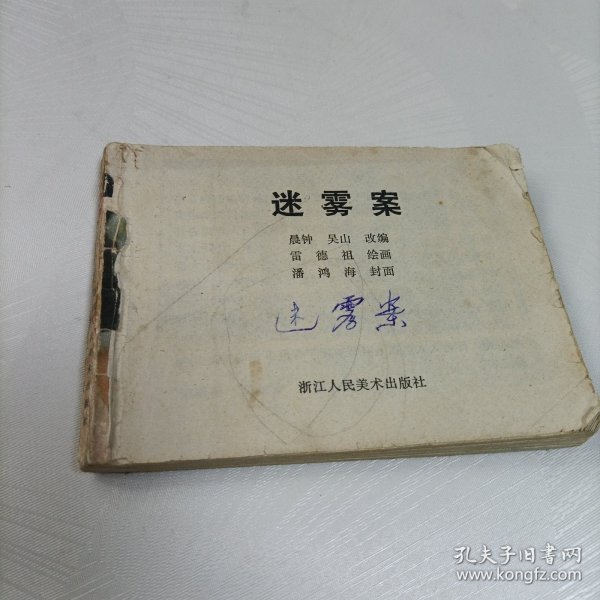 迷雾案
晨钟 吴山 改编
雷德祖 绘画
潘鸿海 封面
迷雾案
浙江人民美术出版社
孔夫子旧书网
www.kongfz.com